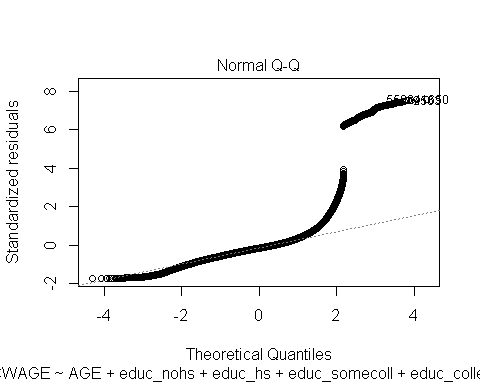 Normal Q-Q
Standardized residuals
8
6
4
2
0
-2
-4
-2
0
2
4
Theoretical Quantiles
CWAGE ~ AGE + educ_nohs + educ_hs + educ_somecoll + educ_colle